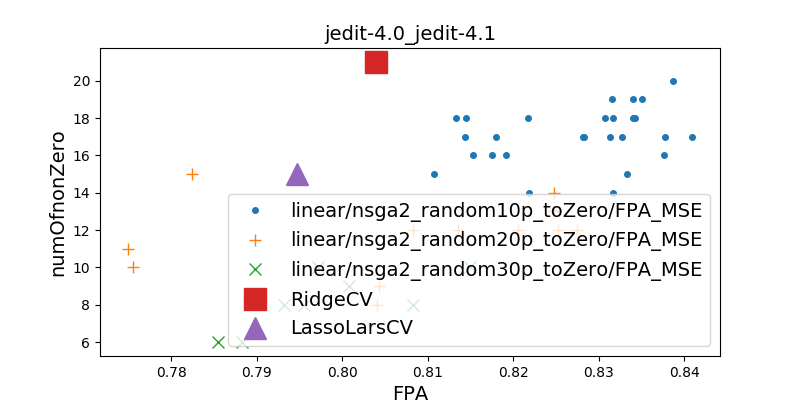 jedit-4.0_jedit-4.1
numOfnonZero
20
18
16
14
12
10
8
6
linear/nsga2_random10p_toZero/FPA_MSE
linear/nsga2_random20p_toZero/FPA_MSE
linear/nsga2_random30p_toZero/FPA_MSE
RidgeCV
LassoLarsCV
0.78 0.79 0.80 0.81 0.82 0.83 0.84
FPA